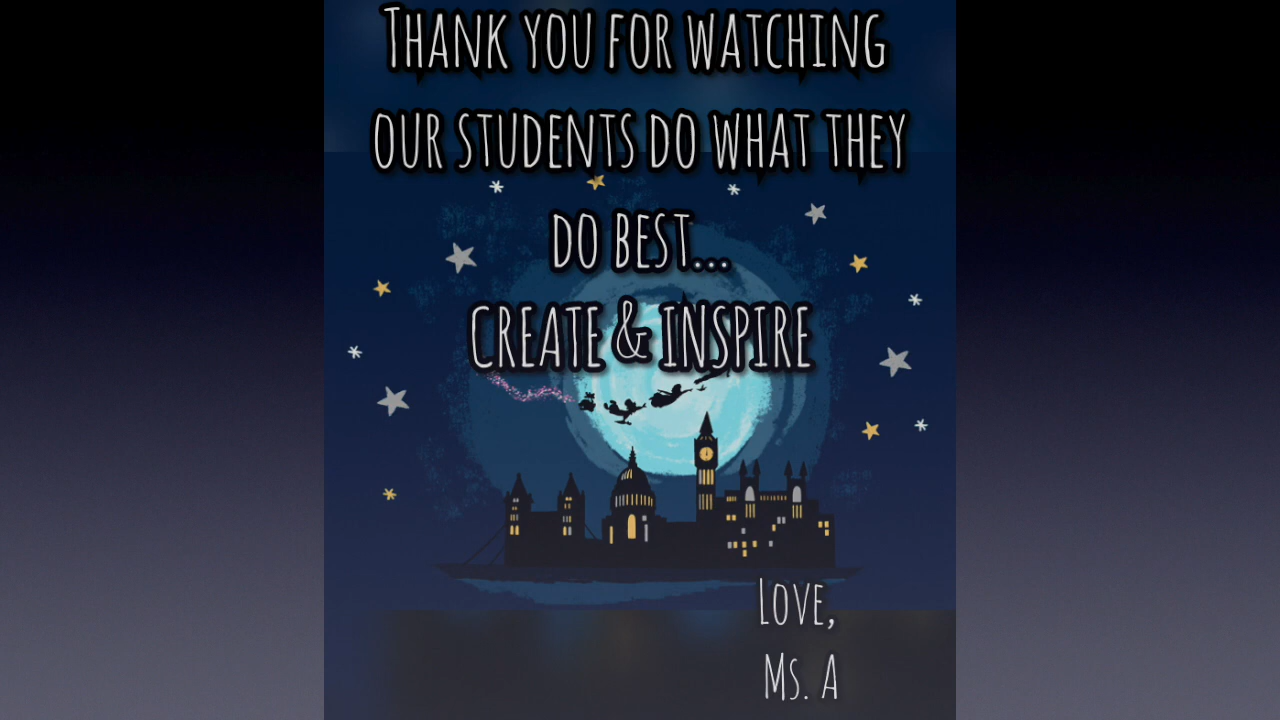 Thank you for watching
our students do what they
do best...
CREATE & INSPIRE
Love,
Ms. A